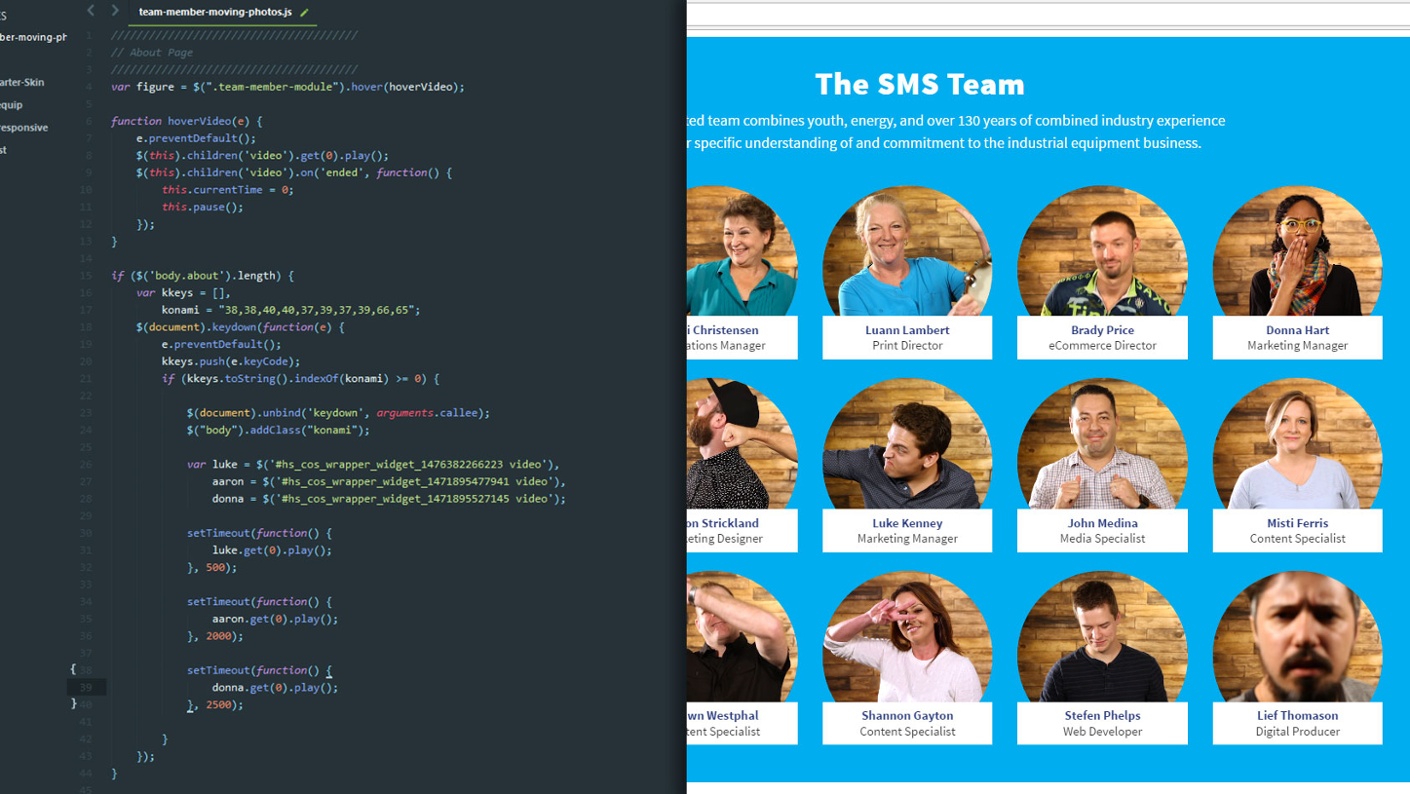 ES
ber-moving-ph
arter-Skin
equip
responsive
st
team-member-moving-photos.js
1 ///////////////////////////////////////
2 // About Page
3 ///////////////////////////////////////
4 var figure = $(".team-member-module").hover(hoverVideo);
5
6 function hoverVideo(e) {
7 e.preventDefault();
8 $(this).children('video').get(0).play();
9 $(this).children('video').on('ended', function() {
10 this.currentTime = 0;
11 this.pause();
12 });
13 }
14
15 if ($('body.about').length) {
16 var kkeys = [],
17 konami = "38,38,40,40,37,39,37,39,66,65";
18 $(document).keydown(function(e) {
19 e.preventDefault();
20 kkeys.push(e.keyCode);
21 if (kkeys.toString().indexOf(konami) >= 0) {
22
23 $(document).unbind('keydown', arguments.callee);
24 $("body").addClass("konami");
25
26 var luke = $('#hs_cos_wrapper_widget_1476382266223 video'),
27 aaron = $('#hs_cos_wrapper_widget_1471895477941 video'),
28 donna = $('#hs_cos_wrapper_widget_1471895527145 video');
29
30 setTimeout(function() {
31 luke.get(0).play();
32 }, 500);
33
34 setTimeout(function() {
35 aaron.get(0).play();
36 }, 2000);
37
{ 38 setTimeout(function() {
39 donna.get(0).play();
} 40 }, 2500);
41
42 }
43 });
44 }
45
The SMS Team
ted team combines youth, energy, and over 130 years of combined industry experience
r specific understanding of and commitment to the industrial equipment business.
i Christensen
ations Manager
Luann Lambert
Print Director
Brady Price
eCommerce Director
Donna Hart
Marketing Manager
on Strickland
keting Designer
Luke Kenney
Marketing Manager
John Medina
Media Specialist
Misti Ferris
Content Specialist
wn Westphal
tent Specialist
Shannon Gayton
Content Specialist
Stefen Phelps
Web Developer
Lief Thomason
Digital Producer